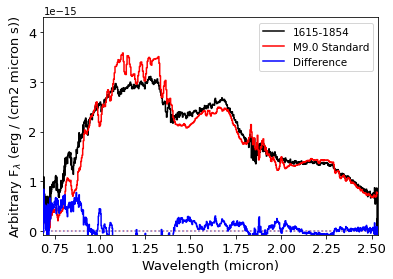 1e−15
1615-1854
M9.0 Standard
Difference
Arbitrary Fλ (erg / (cm2 micron s))
4
3
2
1
0
0.75 1.00 1.25 1.50 1.75 2.00 2.25 2.50
Wavelength (micron)